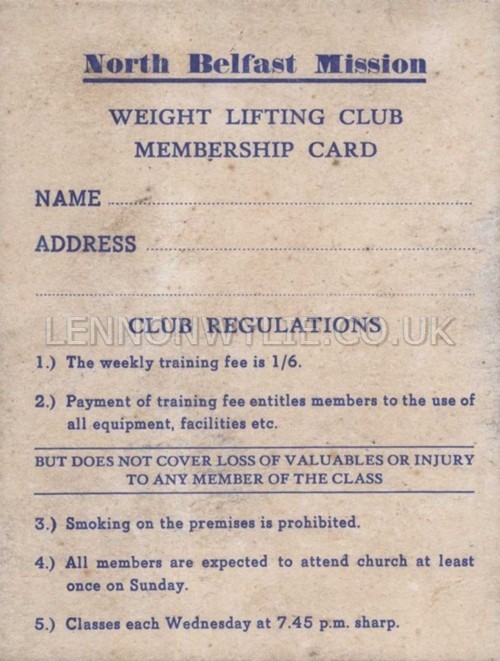 North Belfast Mission
WEIGHT LIFTING CLUB
MEMBERSHIP CARD
NAME
ADDRESS
LENNONWYLIE.CO.UK
CLUB REGULATIONS
1.) The weekly training fee is 1/6.
2.) Payment of training fee entitles members to the use of
all equipment, facilities etc.
BUT DOES NOT COVER LOSS OF VALUABLES OR INJURY
TO ANY MEMBER OF THE CLASS
3.) Smoking on the premises is prohibited.
4.) All members are expected to attend church at least
once on Sunday.
5.) Classes each Wednesday at 7.45 p.m. sharp.